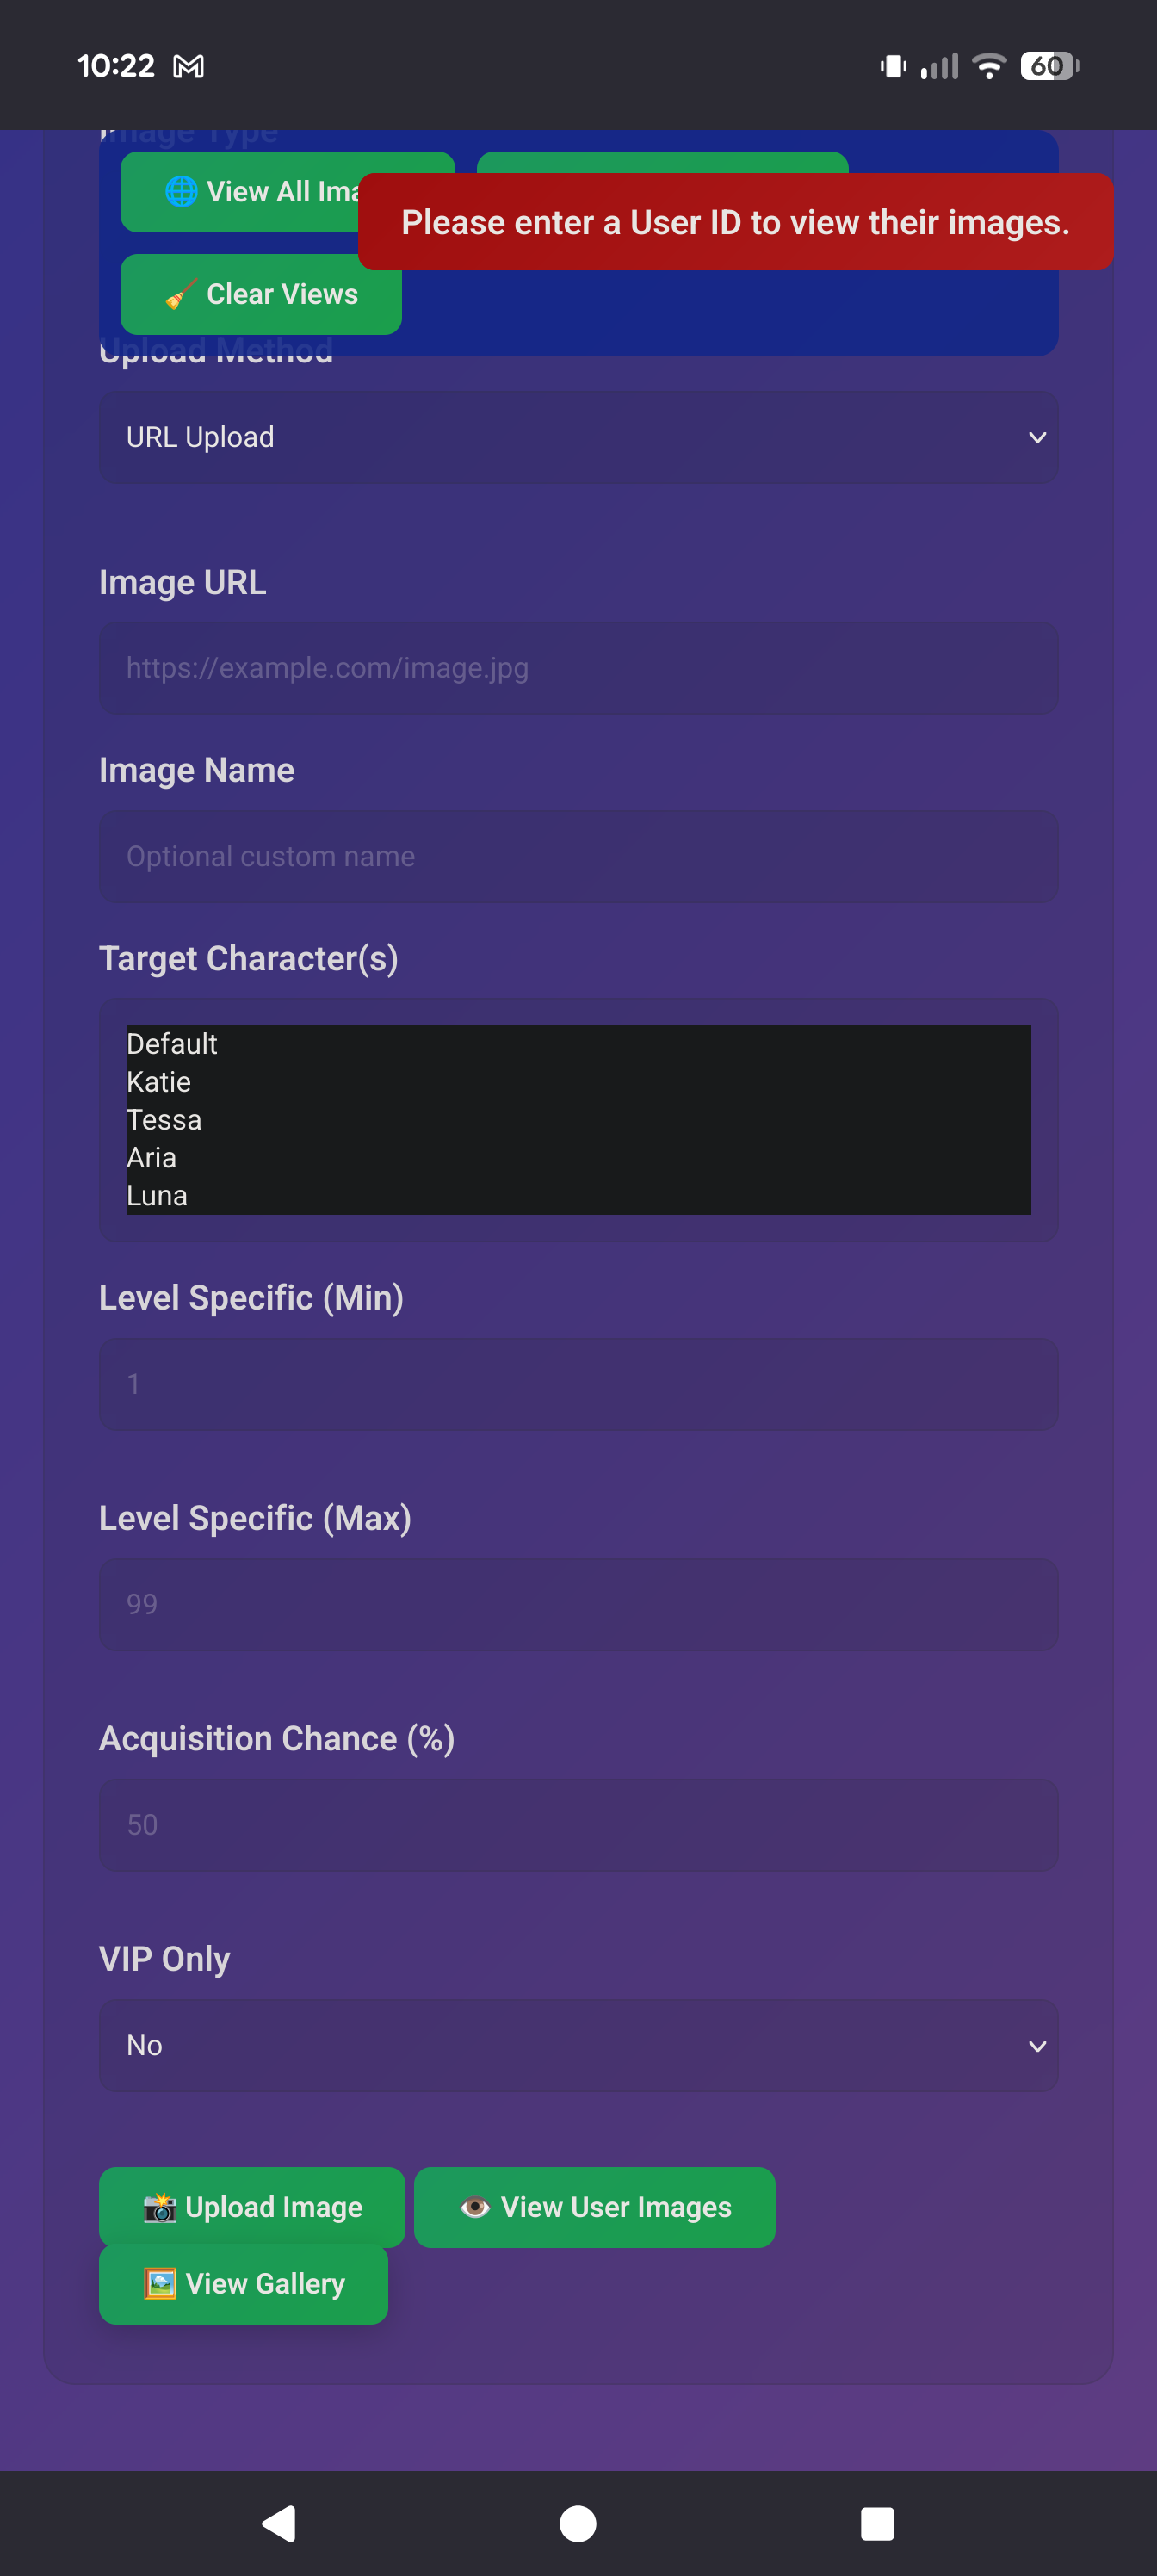 10:22
60
Image Type
View All Ima
Please enter a User ID to view their images.
Clear Views
Upload Method
URL Upload
Image URL
https://example.com/image.jpg
Image Name
Optional custom name
Target Character(s)
Default
Katie
Tessa
Aria
Luna
Level Specific (Min)
1
Level Specific (Max)
99
Acquisition Chance (%)
50
VIP Only
No
Upload Image
View User Images
View Gallery